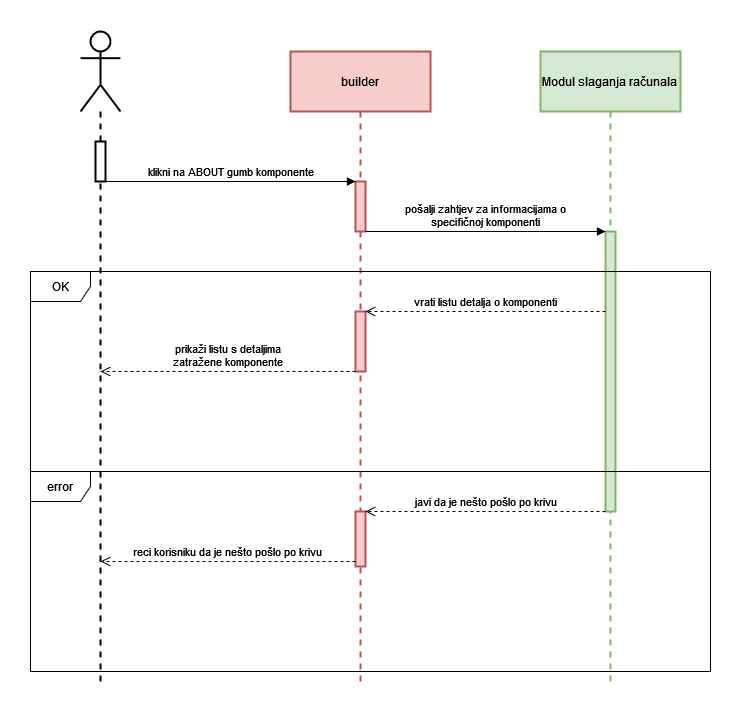 builder
Modul slaganja računala
klikni na ABOUT gumb komponente
pošalji zahtjev za informacijama o
specifičnoj komponenti
OK
vrati listu detalja o komponenti
prikaži listu s detaljima
zatražene komponente
error
javi da je nešto pošlo po krivu
reci korisniku da je nešto pošlo po krivu